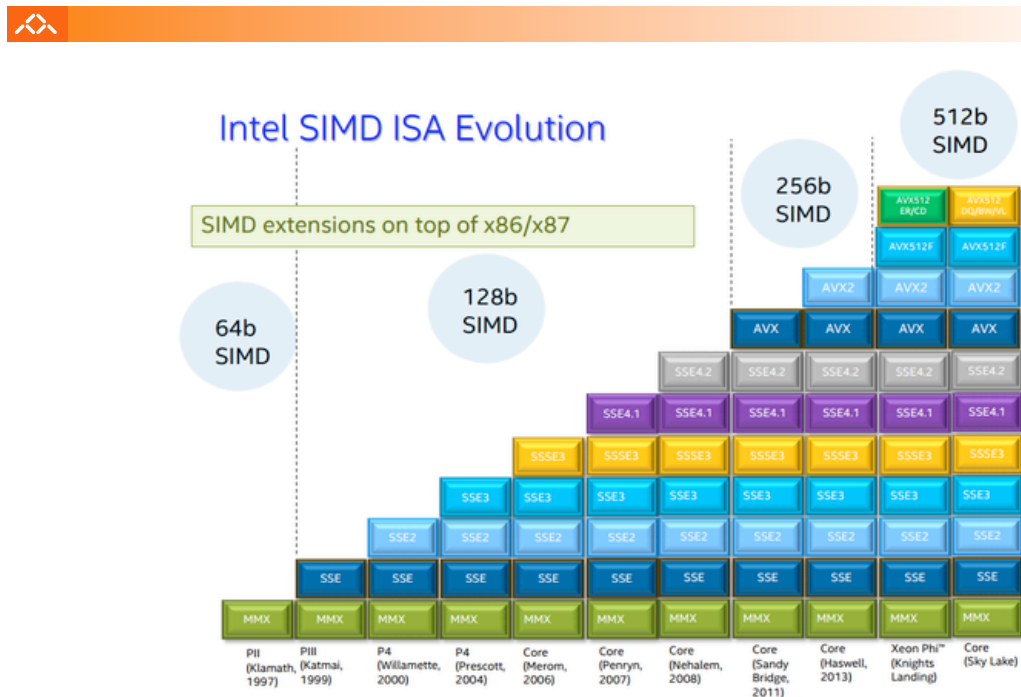 Intel SIMD ISA Evolution
SIMD extensions on top of x86/x87
64b
SIMD
128b
SIMD
256b
SIMD
512b
SIMD
AVX512
ER/CD
AVX512
DQ/BW/VL
AVX512F
AVX512F
AVX2
AVX2
AVX2
AVX
AVX
AVX
AVX
SSE4.2
SSE4.2
SSE4.2
SSE4.2
SSE4.2
SSE4.1
SSE4.1
SSE4.1
SSE4.1
SSE4.1
SSE4.1
SSSE3
SSSE3
SSSE3
SSSE3
SSSE3
SSSE3
SSSE3
SSE3
SSE3
SSE3
SSE3
SSE3
SSE3
SSE3
SSE3
SSE2
SSE2
SSE2
SSE2
SSE2
SSE2
SSE2
SSE2
SSE2
SSE
SSE
SSE
SSE
SSE
SSE
SSE
SSE
SSE
SSE
MMX
MMX
MMX
MMX
MMX
MMX
MMX
MMX
MMX
MMX
MMX
PII
(Klamath,
1997)
PIII
(Katmai,
1999)
P4
(Willamette,
2000)
P4
(Prescott,
2004)
Core
(Merom,
2006)
Core
(Penryn,
2007)
Core
(Nehalem,
2008)
Core
(Sandy
Bridge,
2011)
Core
(Haswell,
2013)
Xeon Phi™
(Knights
Landing)
Core
(Sky Lake)